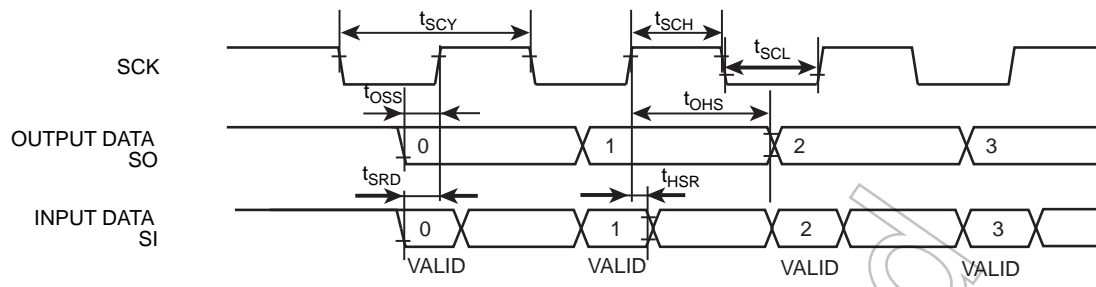 tSCY
tSCH
tSCL
SCK
tOSS
tOHS
OUTPUT DATA
SO
0
1
2
3
tSRD
tHSR
INPUT DATA
SI
0
1
2
3
VALID
VALID
VALID
VALID